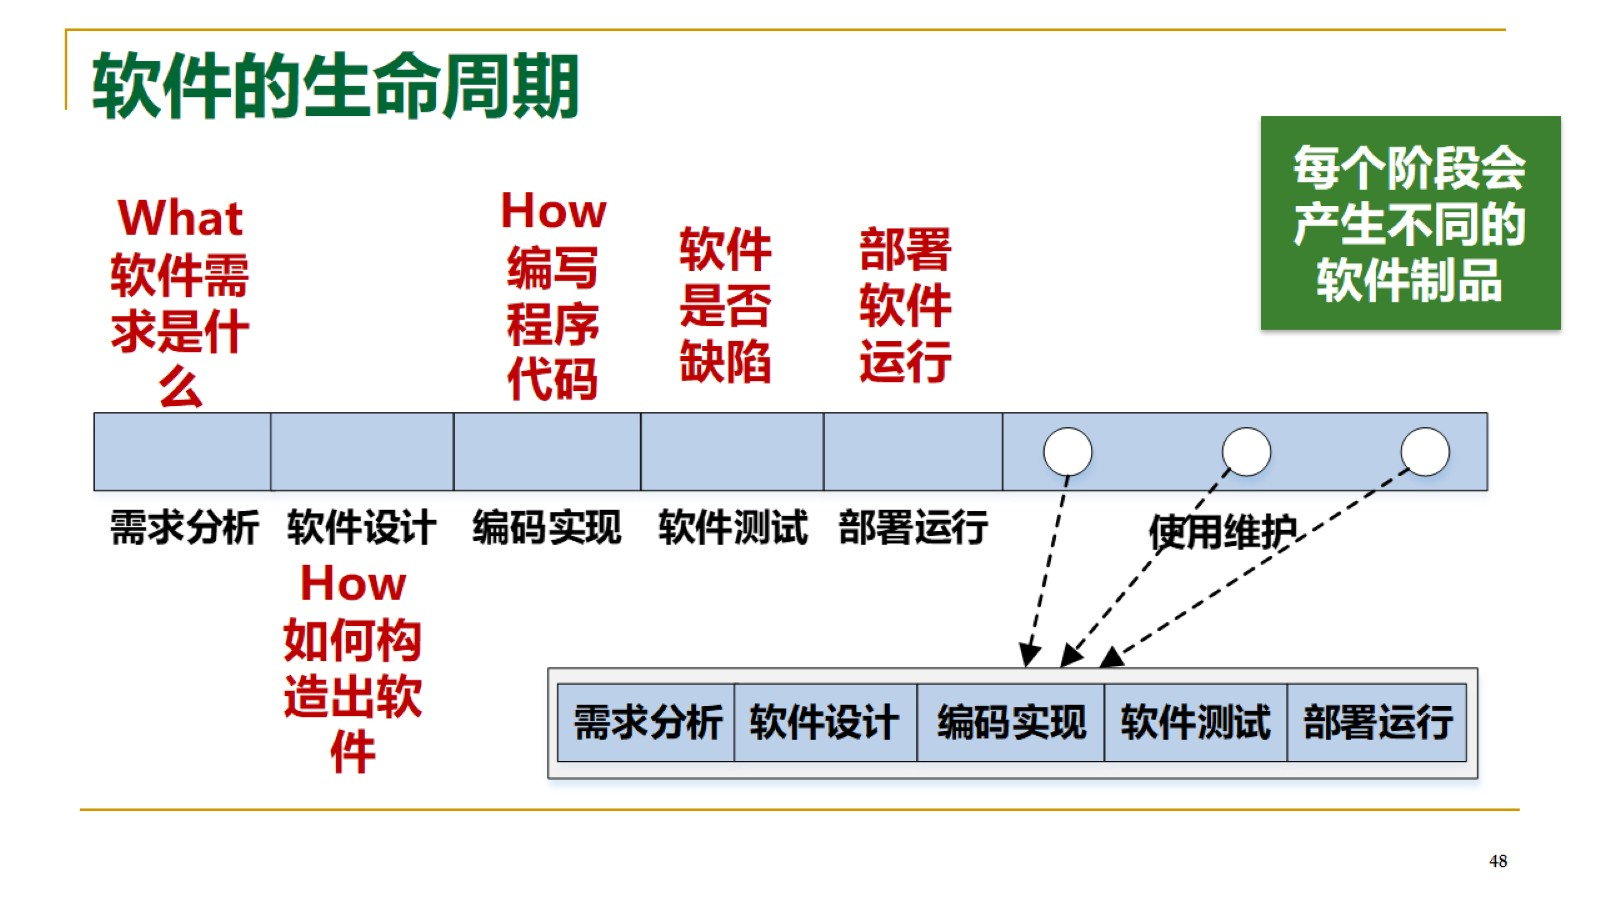 软件的生命周期
每个阶段会
产生不同的
软件制品
What
软件需
求是什
么
How
编写
程序
代码
软件
是否
缺陷
部署
软件
运行
需求分析
软件设计
编码实现
软件测试
部署运行
使用维护
How
如何构
造出软
件
需求分析
软件设计
编码实现
软件测试
部署运行
48